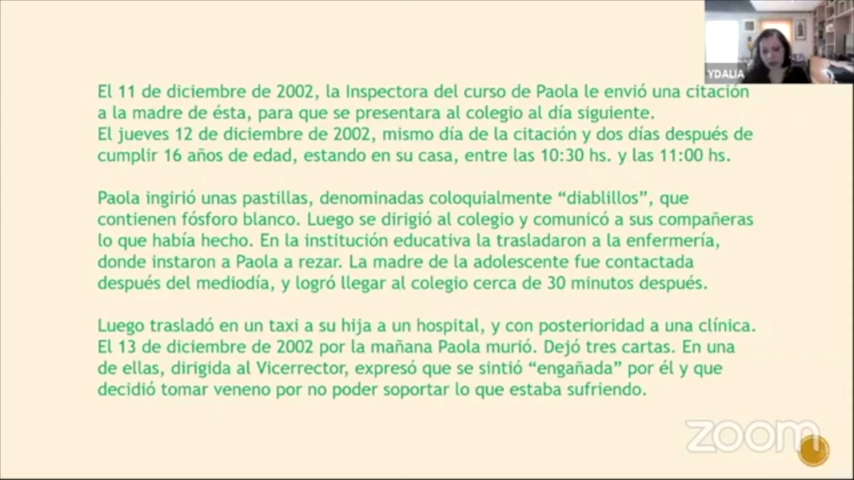 YDALIA
El 11 de diciembre de 2002, la Inspectora del curso de Paola le envió una citación
a la madre de ésta, para que se presentara al colegio al día siguiente.
El jueves 12 de diciembre de 2002, mismo día de la citación y dos días después de
cumplir 16 años de edad, estando en su casa, entre las 10:30 hs. y las 11:00 hs.
Paola ingirió unas pastillas, denominadas coloquialmente “diablillos”, que
contienen fósforo blanco. Luego se dirigió al colegio y comunicó a sus compañeras
lo que había hecho. En la institución educativa la trasladaron a la enfermería,
donde instaron a Paola a rezar. La madre de la adolescente fue contactada
después del mediodía, y logró llegar al colegio cerca de 30 minutos después.
Luego trasladó en un taxi a su hija a un hospital, y con posterioridad a una clínica.
El 13 de diciembre de 2002 por la mañana Paola murió. Dejó tres cartas. En una
de ellas, dirigida al Vicerrector, expresó que se sintió “engañada” por él y que
decidió tomar veneno por no poder soportar lo que estaba sufriendo.
zoom